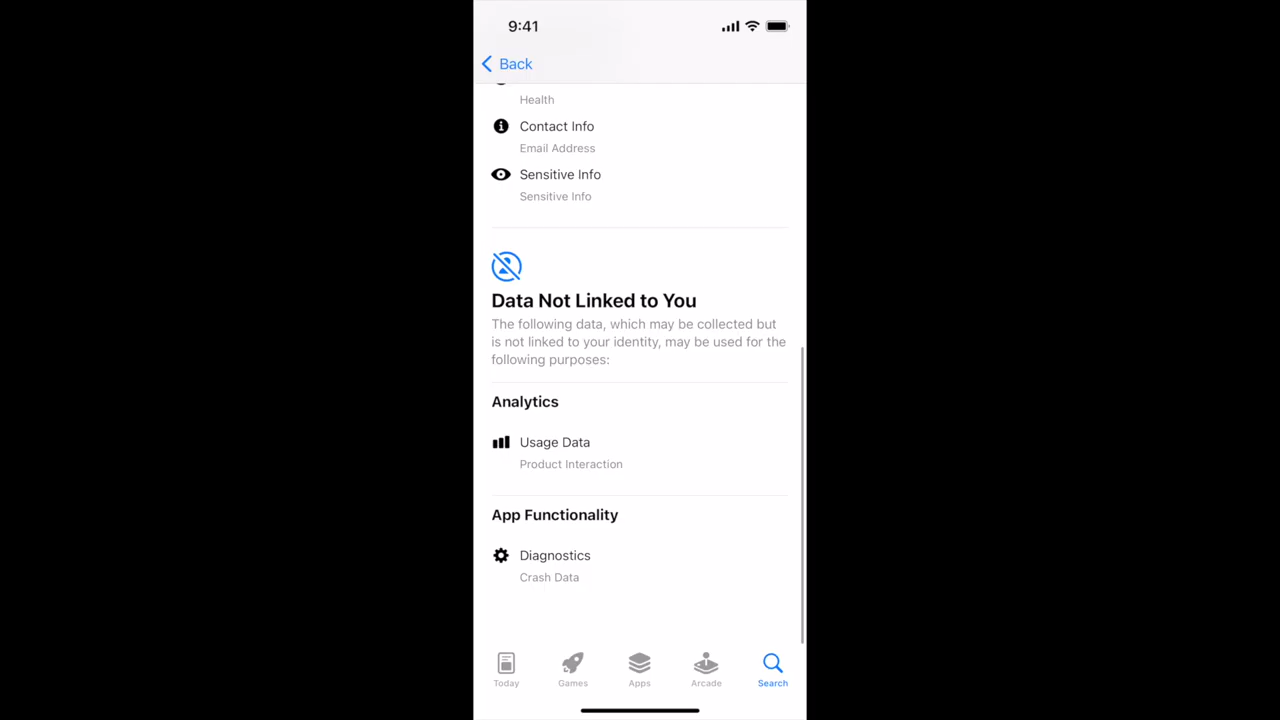 9:41
Back
Health
Contact Info
Email Address
Sensitive Info
Sensitive Info
Data Not Linked to You
The following data, which may be collected but
is not linked to your identity, may be used for the
following purposes:
Analytics
Usage Data
Product Interaction
App Functionality
Diagnostics
Crash Data
Today
Games
Apps
Arcade
Search